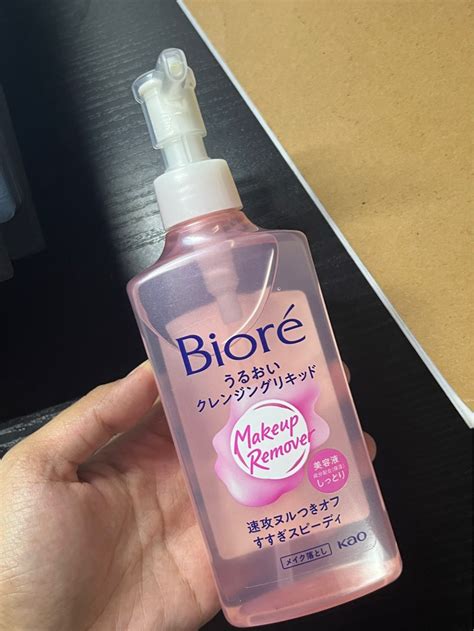 Bioré
うるおい
クレンジングリキッド
Makeup
Remover
美容液
しっとり
速攻ヌルつきオフ
すすぎスピーディ
メイク落とし
Kao